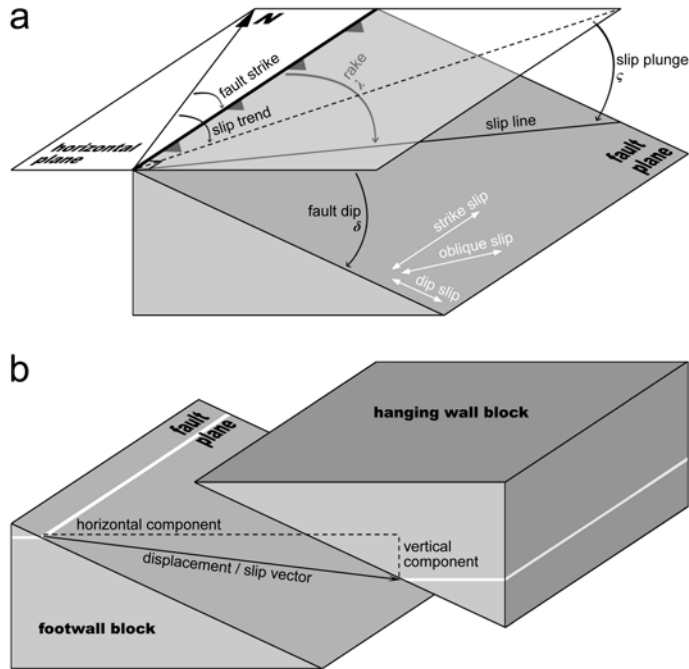 a
N
fault strike
slip trend
rake
λ
slip plunge
ς
horizontal
plane
slip line
fault
plane
fault dip
δ
strike slip
oblique slip
dip slip
b
hanging wall block
fault
plane
horizontal component
vertical
component
displacement / slip vector
footwall block